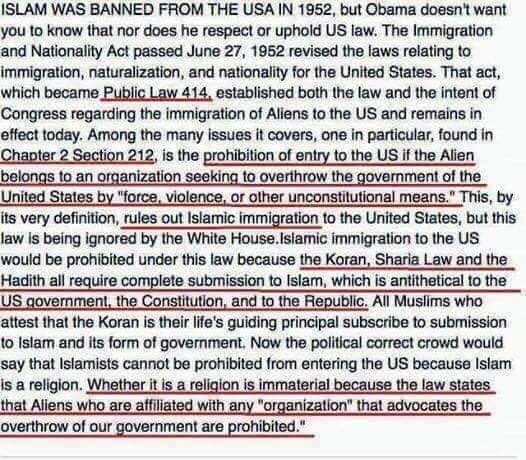 ISLAM WAS BANNED FROM THE USA IN 1952, but Obama doesn't want
you to know that nor does he respect or uphold US law. The Immigration
and Nationality Act passed June 27, 1952 revised the laws relating to
immigration, naturalization, and nationality for the United States. That act,
which became Public Law 414, established both the law and the intent of
Congress regarding the immigration of Aliens to the US and remains in
effect today. Among the many issues it covers, one in particular, found in
Chapter 2 Section 212, is the prohibition of entry to the US if the Alien
belongs to an organization seeking to overthrow the government of the
United States by "force, violence, or other unconstitutional means." This, by
its very definition, rules out Islamic immigration to the United States, but this
law is being ignored by the White House.Islamic immigration to the US
would be prohibited under this law because the Koran, Sharia Law and the
Hadith all require complete submission to Islam, which is antithetical to the
US government, the Constitution, and to the Republic. All Muslims who
attest that the Koran is their life's guiding principal subscribe to submission
to Islam and its form of government. Now the political correct crowd would
say that Islamists cannot be prohibited from entering the US because Islam
is a religion. Whether it is a religion is immaterial because the law states
that Aliens who are affiliated with any "organization" that advocates the
overthrow of our government are prohibited."